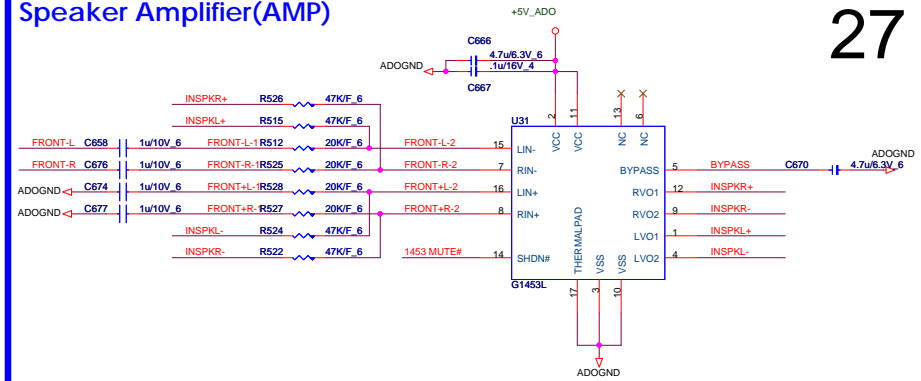 Speaker Amplifier(AMP)
27
+5V_ADO
C666
4.7u/6.3V_6
ADOGND
.1u/16V_4
C667
INSPKR+ R526 47K/F_6
INSPKL+ R515 47K/F_6
FRONT-L C658 1u/10V_6 FRONT-L-1 R512 20K/F_6 FRONT-L-2
FRONT-R C676 1u/10V_6 FRONT-R-1 R525 20K/F_6 FRONT-R-2
ADOGND C674 1u/10V_6 FRONT+L-1 R528 20K/F_6 FRONT+L-2
ADOGND C677 1u/10V_6 FRONT+R-1 R527 20K/F_6 FRONT+R-2
INSPKL- R524 47K/F_6
INSPKR- R522 47K/F_6
1453 MUTE#
U31
2 11 13 6
VCC VCC NC NC
15 LIN-
7 RIN-
16 LIN+
8 RIN+
14 SHDN#
BYPASS 5 BYPASS C670 4.7u/6.3V_6 ADOGND
RVO1 12 INSPKR+
RVO2 9 INSPKR-
LVO1 1 INSPKL+
LVO2 4 INSPKL-
THERMALPAD VSS VSS
G1453L
17 3 10
ADOGND